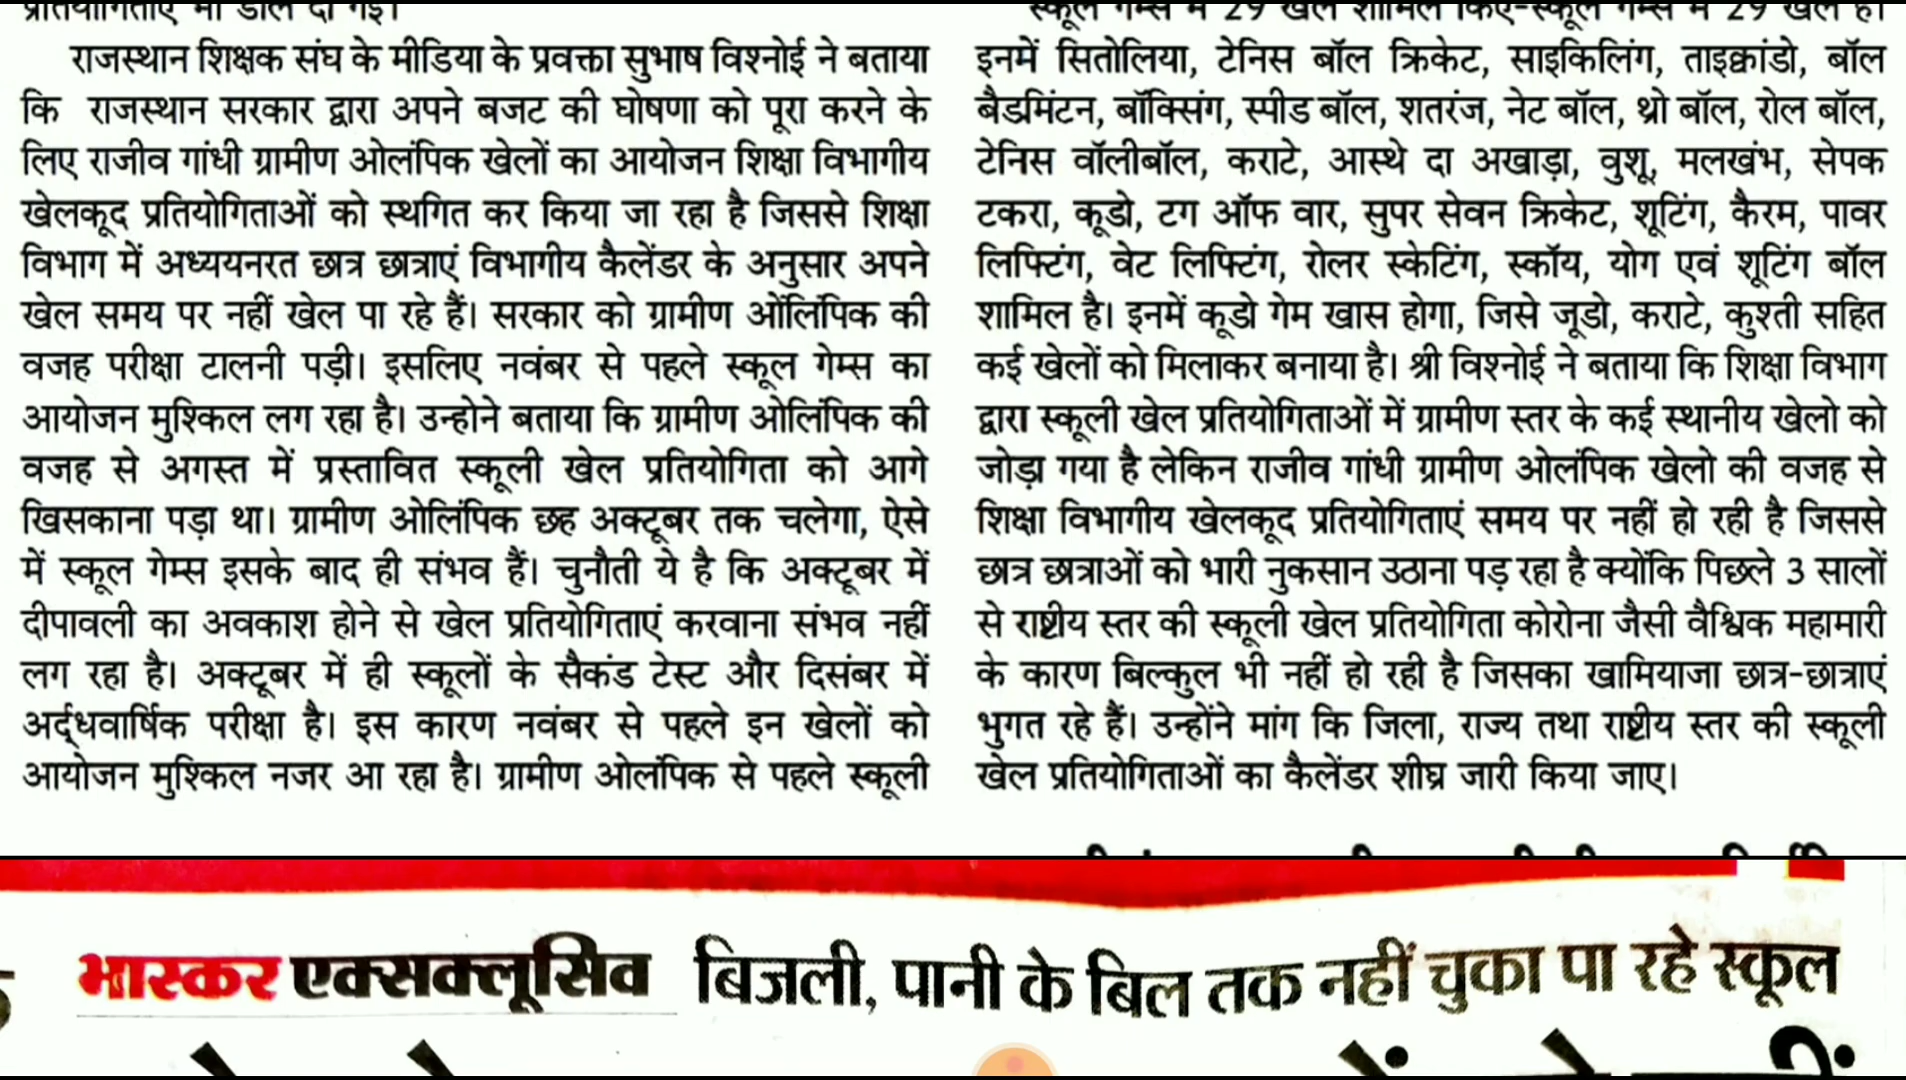 प्रतियोगिताएं भी डाल दी गई।
राजस्थान शिक्षक संघ के मीडिया के प्रवक्ता सुभाष विश्नोई ने बताया
कि राजस्थान सरकार द्वारा अपने बजट की घोषणा को पूरा करने के
लिए राजीव गांधी ग्रामीण ओलंपिक खेलों का आयोजन शिक्षा विभागीय
खेलकूद प्रतियोगिताओं को स्थगित कर किया जा रहा है जिससे शिक्षा
विभाग में अध्ययनरत छात्र छात्राएं विभागीय कैलेंडर के अनुसार अपने
खेल समय पर नहीं खेल पा रहे हैं। सरकार को ग्रामीण ओंलिंपिक की
वजह परीक्षा टालनी पड़ी। इसलिए नवंबर से पहले स्कूल गेम्स का
आयोजन मुश्किल लग रहा है। उन्होने बताया कि ग्रामीण ओलिंपिक की
वजह से अगस्त में प्रस्तावित स्कूली खेल प्रतियोगिता को आगे
खिसकाना पड़ा था। ग्रामीण ओलिंपिक छह अक्टूबर तक चलेगा, ऐसे
में स्कूल गेम्स इसके बाद ही संभव हैं। चुनौती ये है कि अक्टूबर में
दीपावली का अवकाश होने से खेल प्रतियोगिताएं करवाना संभव नहीं
लग रहा है। अक्टूबर में ही स्कूलों के सैकंड टेस्ट और दिसंबर में
अर्द्धवार्षिक परीक्षा है। इस कारण नवंबर से पहले इन खेलों को
आयोजन मुश्किल नजर आ रहा है। ग्रामीण ओलंपिक से पहले स्कूली
स्कूल गेम्स में 29 खेल शामिल किए-स्कूल गेम्स में 29 खेल है।
इनमें सितोलिया, टेनिस बॉल क्रिकेट, साइकिलिंग, ताइक्वांडो, बॉल
बैडमिंटन, बॉक्सिंग, स्पीड बॉल, शतरंज, नेट बॉल, थ्रो बॉल, रोल बॉल,
टेनिस वॉलीबॉल, कराटे, आस्थे दा अखाड़ा, वुशू, मलखंभ, सेपक
टकरा, कूडो, टग ऑफ वार, सुपर सेवन क्रिकेट, शूटिंग, कैरम, पावर
लिफ्टिंग, वेट लिफ्टिंग, रोलर स्केटिंग, स्कॉय, योग एवं शूटिंग बॉल
शामिल है। इनमें कूडो गेम खास होगा, जिसे जूडो, कराटे, कुश्ती सहित
कई खेलों को मिलाकर बनाया है। श्री विश्नोई ने बताया कि शिक्षा विभाग
द्वारा स्कूली खेल प्रतियोगिताओं में ग्रामीण स्तर के कई स्थानीय खेलो को
जोड़ा गया है लेकिन राजीव गांधी ग्रामीण ओलंपिक खेलो की वजह से
शिक्षा विभागीय खेलकूद प्रतियोगिताएं समय पर नहीं हो रही है जिससे
छात्र छात्राओं को भारी नुकसान उठाना पड़ रहा है क्योंकि पिछले 3 सालों
से राष्टीय स्तर की स्कूली खेल प्रतियोगिता कोरोना जैसी वैश्विक महामारी
के कारण बिल्कुल भी नहीं हो रही है जिसका खामियाजा छात्र-छात्राएं
भुगत रहे हैं। उन्होंने मांग कि जिला, राज्य तथा राष्टीय स्तर की स्कूली
खेल प्रतियोगिताओं का कैलेंडर शीघ्र जारी किया जाए।
भास्कर एक्सक्लूसिव बिजली, पानी के बिल तक नहीं चुका पा रहे स्कूल